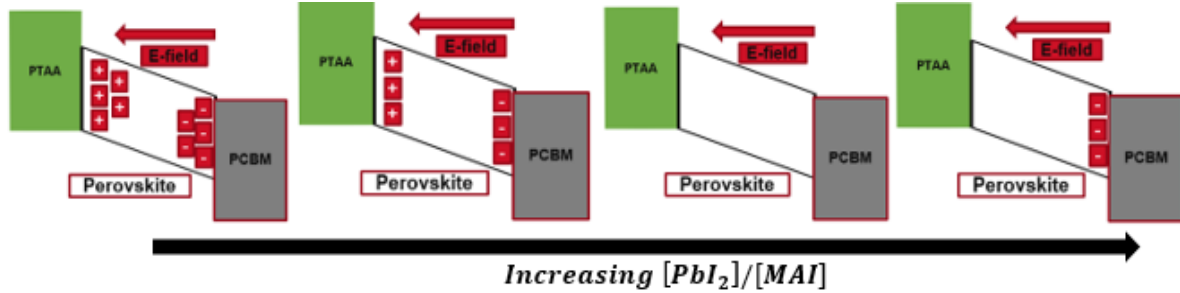 PTAA
E-field
+
+
+
+
+
-
-
-
-
-
PCBM
Perovskite
PTAA
E-field
+
+
+
-
-
-
PCBM
Perovskite
PTAA
E-field
PCBM
Perovskite
PTAA
E-field
-
-
-
PCBM
Perovskite
Increasing [PbI₂]/[MAI]